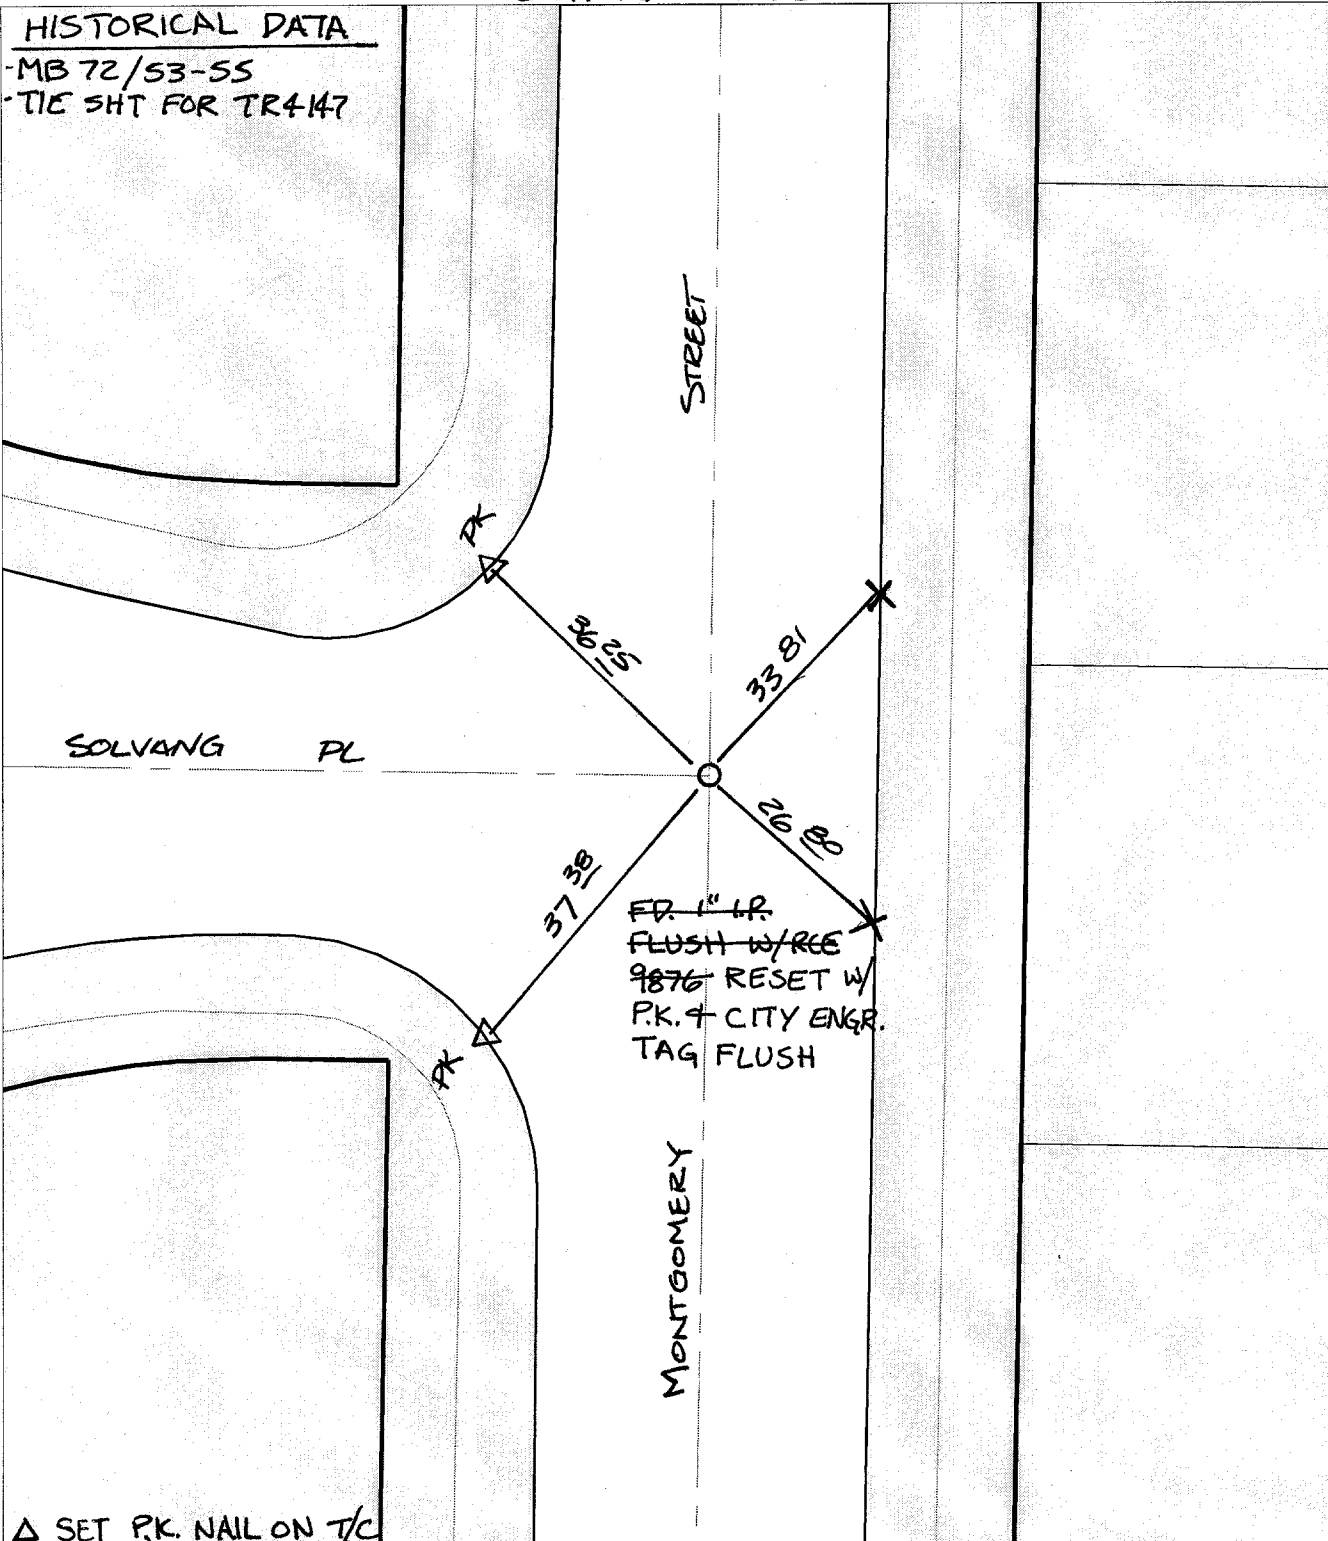 HISTORICAL DATA
-MB 72/53-55
-TIE SHT FOR TR4147
STREET
PK
36 25
33 81
SOLVANG PL
26 80
37 38
FD. 1" I.P.
FLUSH W/RCE
9876 RESET W/
P.K. & CITY ENGR.
TAG FLUSH
PK
MONTGOMERY
△ SET P.K. NAIL ON T/C